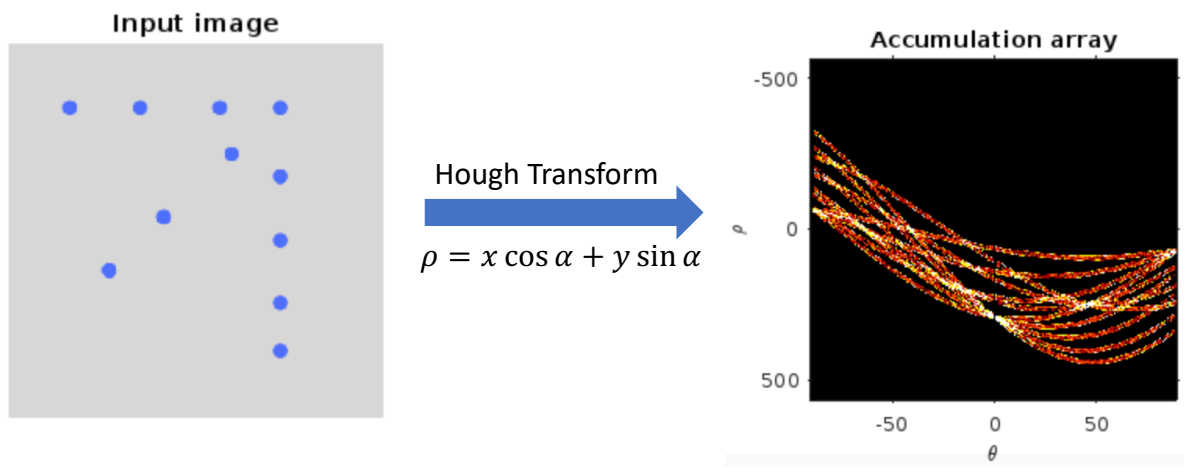 Input image
Hough Transform
ρ = x cos α + y sin α
Accumulation array
-500
0
500
ρ
-50
0
50
θ